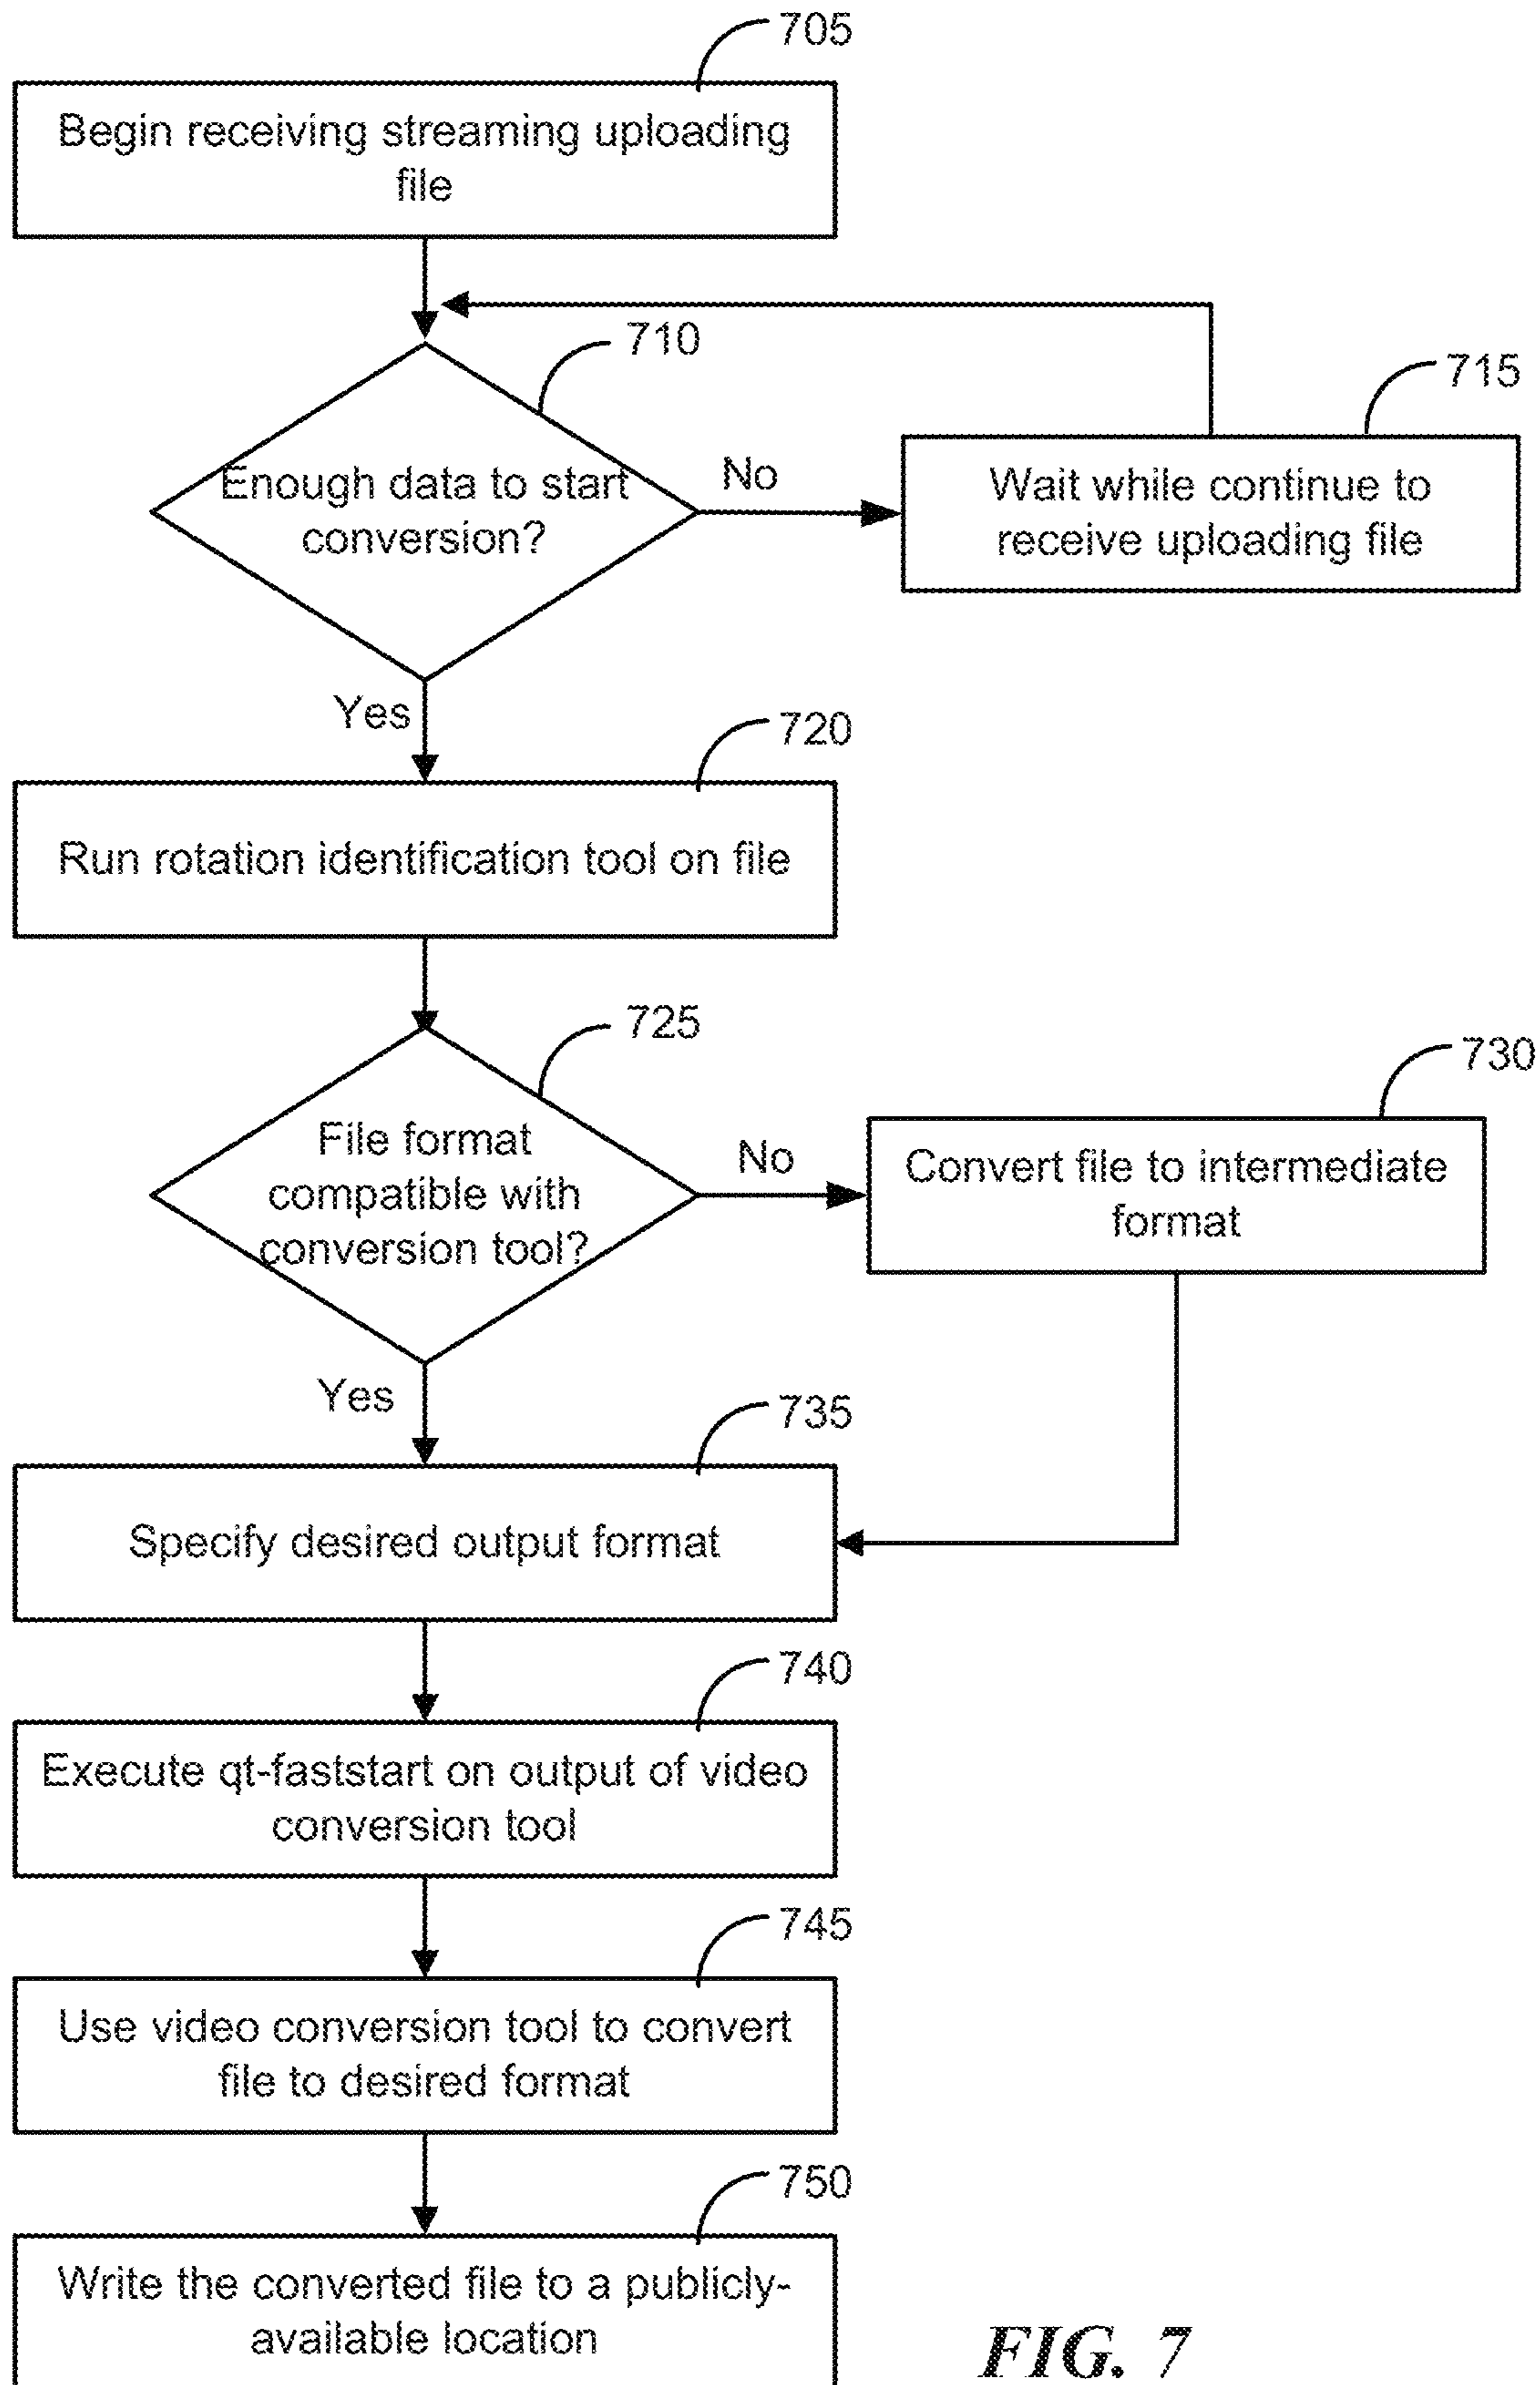 705
Begin receiving streaming uploading
file
710
715
Enough data to start
conversion?
No
Wait while continue to
receive uploading file
Yes
720
Run rotation identification tool on file
725
730
File format
compatible with
conversion tool?
No
Convert file to intermediate
format
Yes
735
Specify desired output format
740
Execute qt-faststart on output of video
conversion tool
745
Use video conversion tool to convert
file to desired format
750
Write the converted file to a publicly-
available location
FIG. 7